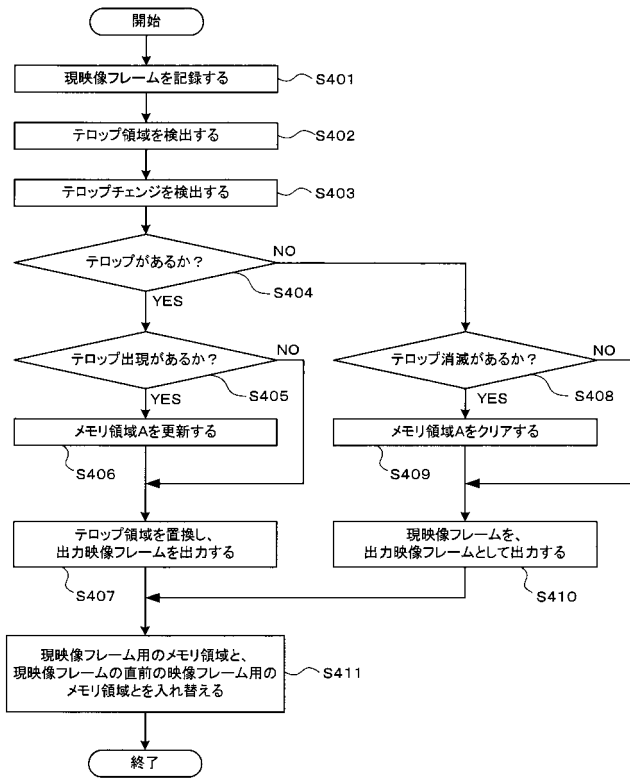 開始
現映像フレームを記録する
S401
テロップ領域を検出する
S402
テロップチェンジを検出する
S403
テロップがあるか？
NO
S404
YES
テロップ出現があるか？
NO
S405
YES
テロップ消滅があるか？
NO
S408
YES
メモリ領域Aを更新する
S406
メモリ領域Aをクリアする
S409
テロップ領域を置換し、
出力映像フレームを出力する
S407
現映像フレームを、
出力映像フレームとして出力する
S410
現映像フレーム用のメモリ領域と、
現映像フレームの直前の映像フレーム用の
メモリ領域とを入れ替える
S411
終了